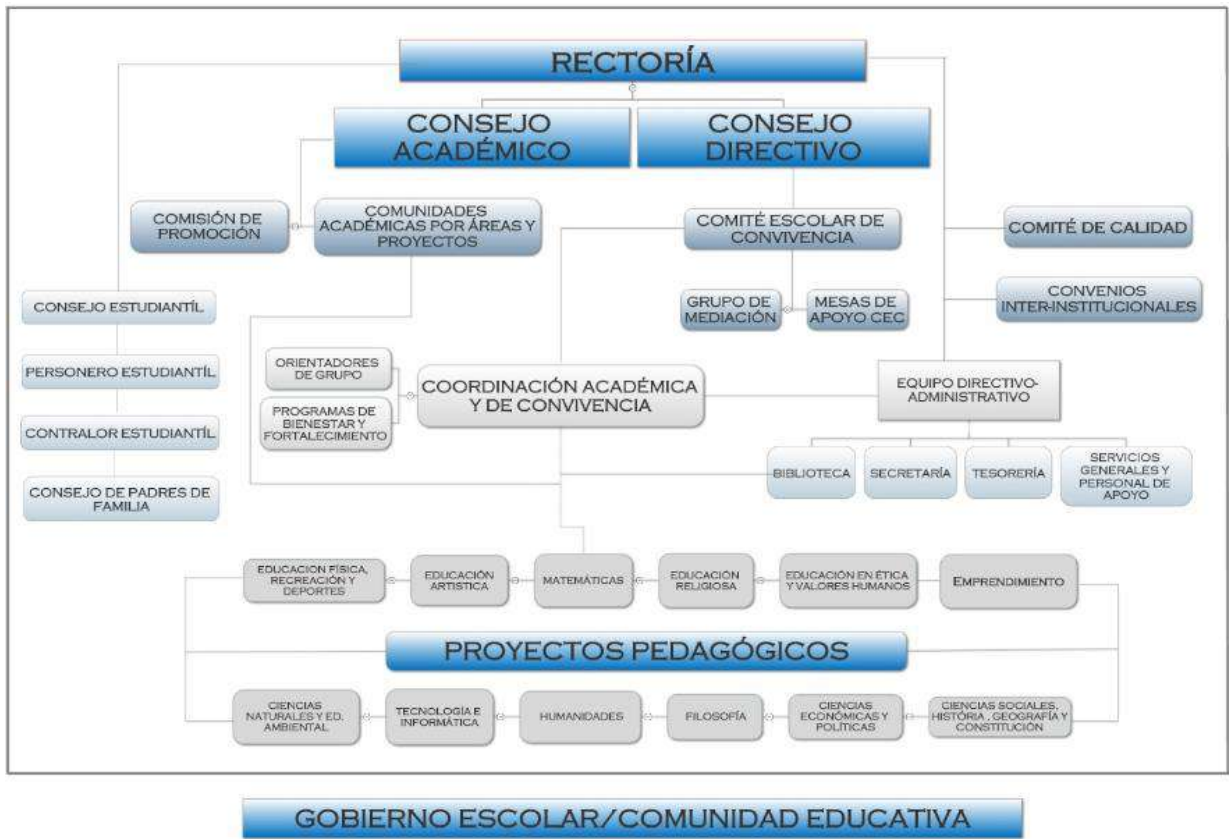 RECTORÍA
CONSEJO
ACADÉMICO
CONSEJO
DIRECTIVO
COMISIÓN DE
PROMOCIÓN
COMUNIDADES
ACADÉMICAS POR ÁREAS Y
PROYECTOS
COMITÉ ESCOLAR DE
CONVIVENCIA
COMITÉ DE CALIDAD
CONSEJO ESTUDIANTÍL
GRUPO DE
MEDIACIÓN
MESAS DE
APOYO CEC
CONVENIOS
INTER-INSTITUCIONALES
PERSONERO ESTUDIANTÍL
ORIENTADORES
DE GRUPO
PROGRAMAS DE
BIENESTAR Y
FORTALECIMIENTO
COORDINACIÓN ACADÉMICA
Y DE CONVIVENCIA
EQUIPO DIRECTIVO-
ADMINISTRATIVO
CONTRALOR ESTUDIANTÍL
CONSEJO DE PADRES DE
FAMILIA
BIBLIOTECA
SECRETARÍA
TESORERÍA
SERVICIOS
GENERALES Y
PERSONAL DE
APOYO
EDUCACION FÍSICA,
RECREACIÓN Y
DEPORTES
EDUCACIÓN
ARTISTICA
MATEMÁTICAS
EDUCACIÓN
RELIGIOSA
EDUCACIÓN EN ÉTICA
Y VALORES HUMANOS
EMPRENDIMIENTO
PROYECTOS PEDAGÓGICOS
CIENCIAS
NATURALES Y ED.
AMBIENTAL
TECNOLOGÍA E
INFORMÁTICA
HUMANIDADES
FILOSOFÍA
CIENCIAS
ECONÓMICAS Y
POLÍTICAS
CIENCIAS SOCIALES,
HISTÓRIA , GEOGRAFÍA Y
CONSTITUCIÓN
GOBIERNO ESCOLAR/COMUNIDAD EDUCATIVA